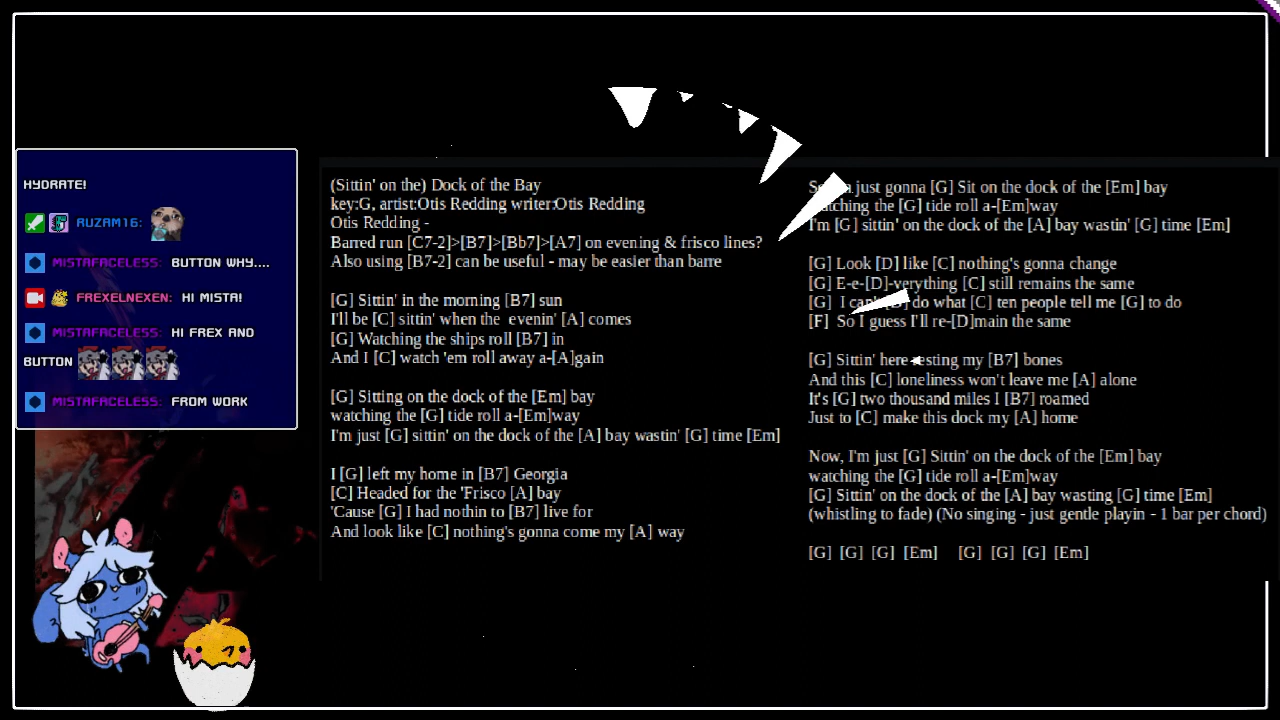 HYDRATE!
RUZAM16:
MISTAFACELESS: BUTTON WHY....
FREXELNEXEN: HI MISTA!
MISTAFACELESS: HI FREX AND
BUTTON
MISTAFACELESS: FROM WORK
(Sittin' on the) Dock of the Bay
key:G, artist:Otis Redding writer:Otis Redding
Otis Redding -
Barred run [C7-2]>[B7]>[Bb7]>[A7] on evening & frisco lines?
Also using [B7-2] can be useful - may be easier than barre
[G] Sittin' in the morning [B7] sun
I'll be [C] sittin' when the evenin' [A] comes
[G] Watching the ships roll [B7] in
And I [C] watch 'em roll away a-[A]gain
[G] Sitting on the dock of the [Em] bay
watching the [G] tide roll a-[Em]way
I'm just [G] sittin' on the dock of the [A] bay wastin' [G] time [Em]
I [G] left my home in [B7] Georgia
[C] Headed for the 'Frisco [A] bay
'Cause [G] I had nothin to [B7] live for
And look like [C] nothing's gonna come my [A] way
just gonna [G] Sit on the dock of the [Em] bay
the [G] tide roll a-[Em]way
I'm [G] sittin' on the dock of the [A] bay wastin' [G] time [Em]
[G] Look [D] like [C] nothing's gonna change
[G] E-e-[D]-verything [C] still remains the same
[G] I do what [C] ten people tell me [G] to do
[F] So I guess I'll re-[D]main the same
[G] Sittin' here my [B7] bones
And this [C] loneliness won't leave me [A] alone
It's [G] two thousand miles I [B7] roamed
Just to [C] make this dock my [A] home
Now, I'm just [G] Sittin' on the dock of the [Em] bay
watching the [G] tide roll a-[Em]way
[G] Sittin' on the dock of the [A] bay wasting [G] time [Em]
(whistling to fade) (No singing - just gentle playin - 1 bar per chord)
[G] [G] [G] [Em] [G] [G] [G] [Em]